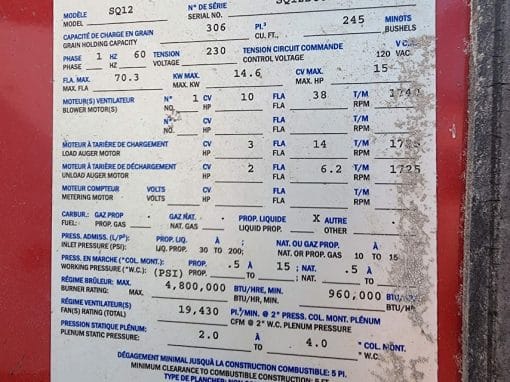 MODÈLE SQ12 N° DE SÉRIE
MODEL SERIAL NO.
CAPACITÉ DE CHARGE EN GRAIN 306 PI.³ 245 MINOTS
GRAIN HOLDING CAPACITY CU. FT., BUSHELS
PHASE 1 HZ 60 TENSION 230 TENSION CIRCUIT COMMANDE V C.
PHASE HZ VOLTAGE CONTROL VOLTAGE 120 VAC
FLA. MAX. 70.3 KW MAX. 14.6 CV MAX. 15
MAX. FLA MAX. KW MAX. HP
MOTEUR(S) VENTILATEUR N° 1 CV 10 FLA 38 T/M 1740
BLOWER MOTOR(S) NO. HP FLA RPM
N° CV FLA T/M
NO. HP FLA RPM
MOTEUR À TARIÈRE DE CHARGEMENT CV 3 FLA 14 T/M 1725
LOAD AUGER MOTOR HP FLA RPM
MOTEUR À TARIÈRE DE DÉCHARGEMENT CV 2 FLA 6.2 T/M 1725
UNLOAD AUGER MOTOR HP FLA RPM
MOTEUR COMPTEUR VOLTS CV FLA T/M
METERING MOTOR VOLTS HP FLA RPM
CARBUR.: GAZ PROP. GAZ NAT. PROP. LIQUIDE X AUTRE
FUEL: PROP. GAS NAT. GAS LIQUID PROP. OTHER
PRESS. ADMISS. (L/P²): PROP. LIQ. À NAT. OU GAZ PROP. À
INLET PRESSURE (PSI): LIQ. PROP. 30 TO 200; NAT. OR PROP. GAS 10 TO 15
PRESS. EN MARCHE ("COL. MONT.) PROP. .5 À 15 ; NAT. .5 À
WORKING PRESSURE ("W.C.) (PSI) PROP. TO ; NAT. TO
RÉGIME BRÛLEUR: MAX. 4,800,000 BTU/HRE, MIN. 960,000 BTU/HRE
BURNER RATING: MAX. BTU/HR, MIN. BTU/HR.
RÉGIME VENTILATEUR(S) 19,430 PI.³/MIN. @ 2" PRESS. COL. MONT. PLÉNUM
FAN(S) RATING (TOTAL) CFM @ 2" W.C. PLENUM PRESSURE
PRESSION STATIQUE PLÉNUM: 2.0 À 4.0 " COL. MONT.
PLENUM STATIC PRESSURE: TO " W.C.
DÉGAGEMENT MINIMAL JUSQU'À LA CONSTRUCTION COMBUSTIBLE: 5 PI.
MINIMUM CLEARANCE TO COMBUSTIBLE CONSTRUCTION: 5 FT.
TYPE DE PLANCHER: